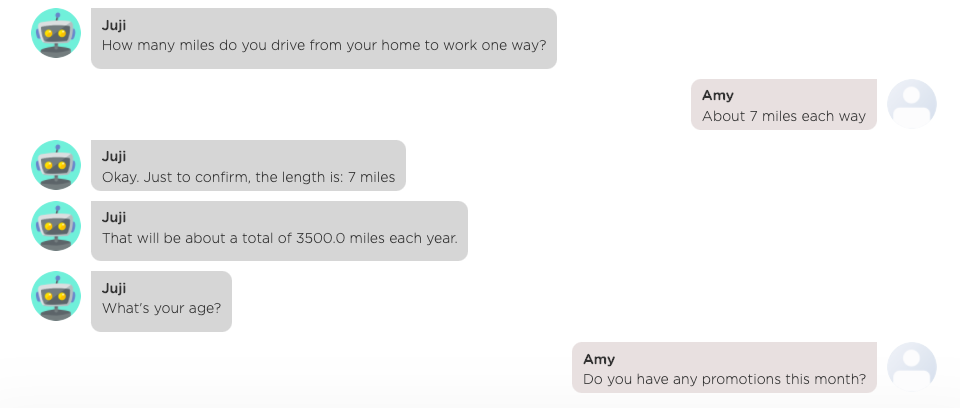 Juji
How many miles do you drive from your home to work one way?
Amy
About 7 miles each way
Juji
Okay. Just to confirm, the length is: 7 miles
Juji
That will be about a total of 3500.0 miles each year.
Juji
What's your age?
Amy
Do you have any promotions this month?